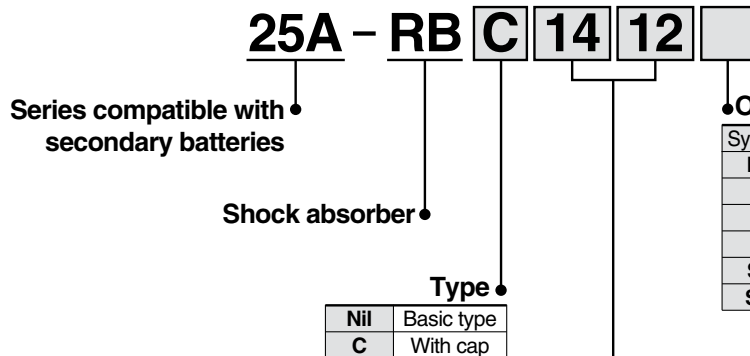 25A – RB C 14 12
Series compatible with
secondary batteries
Shock absorber
Type
Nil Basic type
C With cap